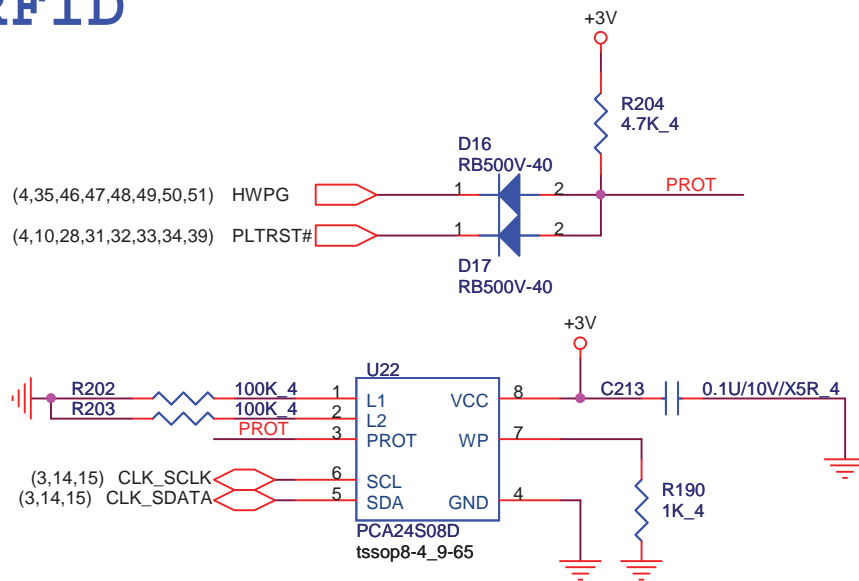 RFID
+3V
R204
4.7K_4
D16
RB500V-40
(4,35,46,47,48,49,50,51) HWPG
1
2
PROT
(4,10,28,31,32,33,34,39) PLTRST#
1
2
D17
RB500V-40
+3V
U22
R202 100K_4 1 L1
VCC 8
C213 0.1U/10V/X5R_4
R203 100K_4 2 L2
PROT 3 PROT
WP 7
(3,14,15) CLK_SCLK 6 SCL
(3,14,15) CLK_SDATA 5 SDA
GND 4
R190
1K_4
PCA24S08D
tssop8-4_9-65